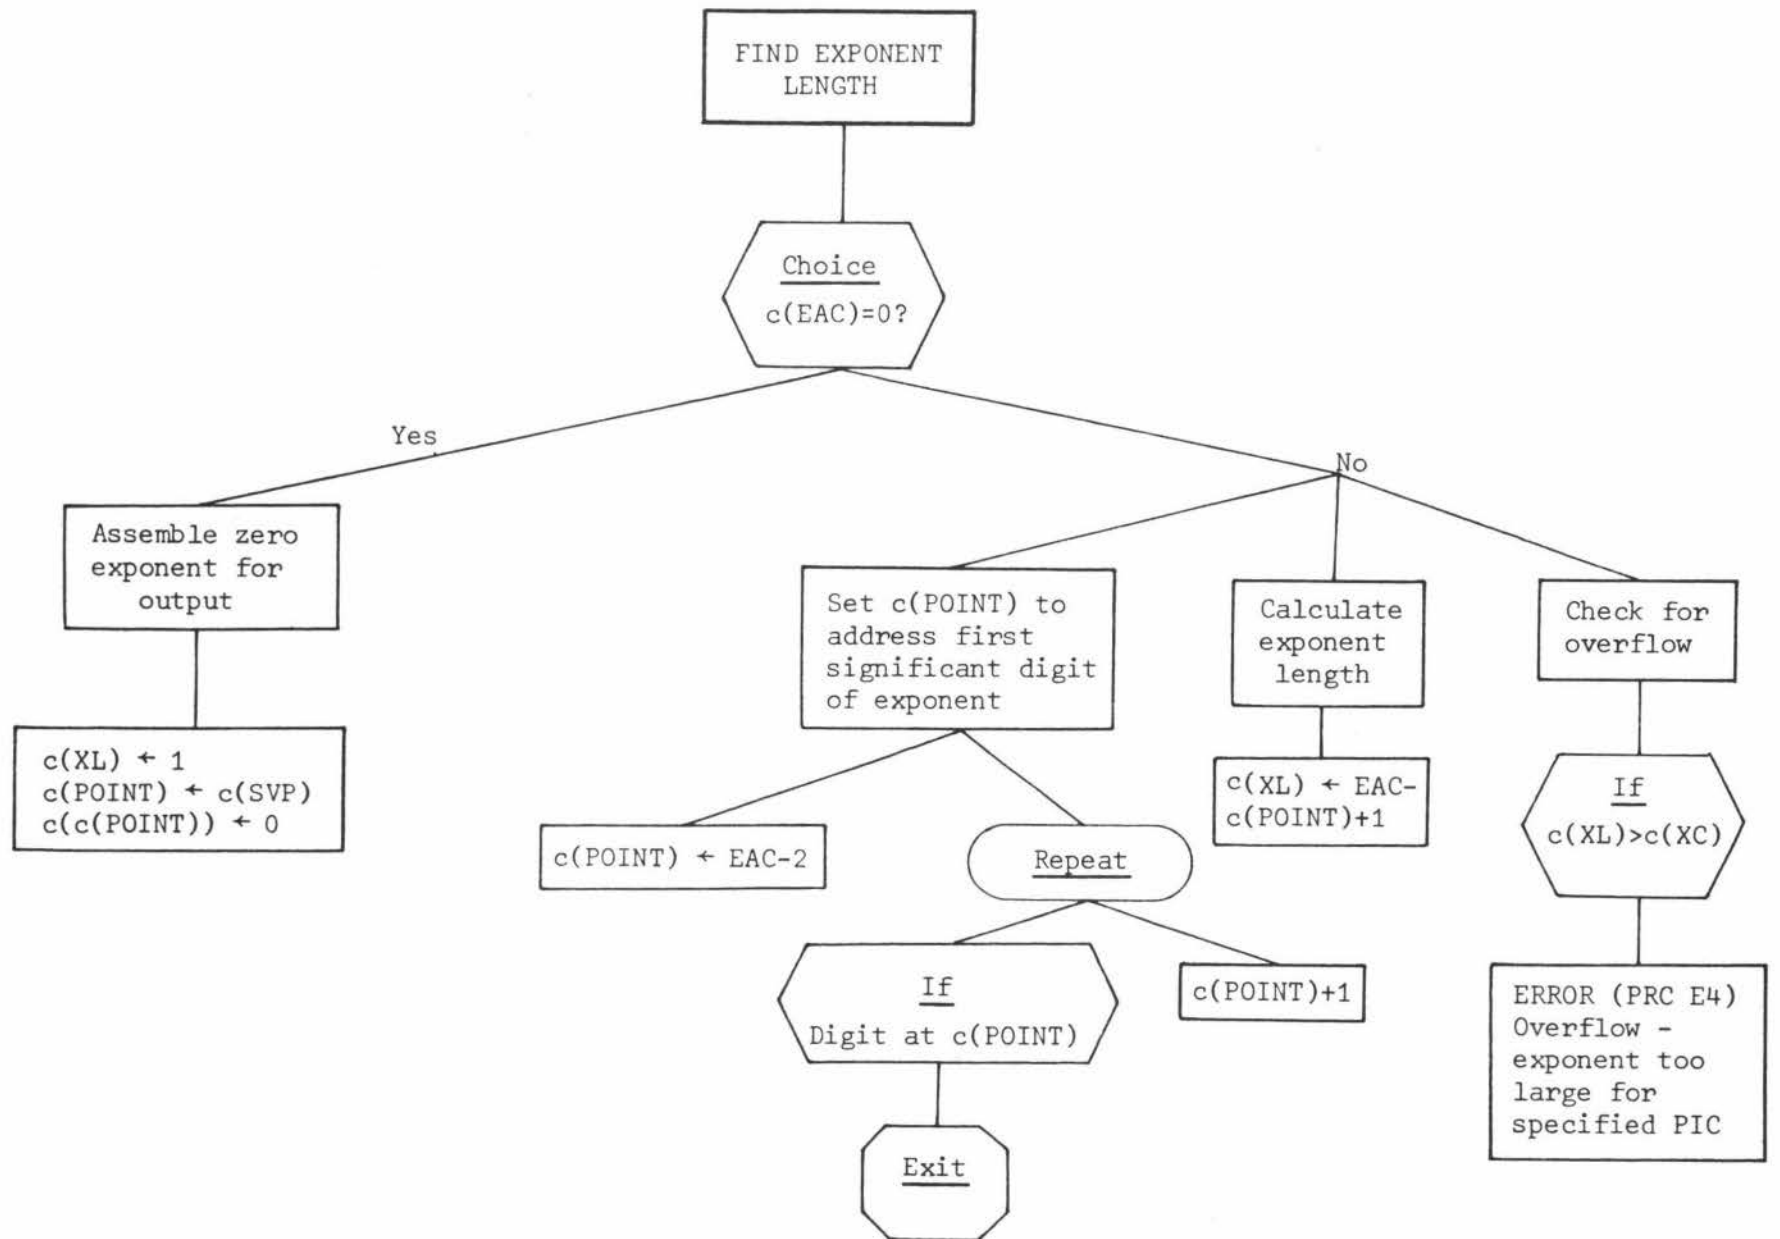 FIND EXPONENT
LENGTH
Choice
c(EAC)=0?
Yes
No
Assemble zero
exponent for
output
c(XL) ← 1
c(POINT) ← c(SVP)
c(c(POINT)) ← 0
Set c(POINT) to
address first
significant digit
of exponent
c(POINT) ← EAC-2
Repeat
If
Digit at c(POINT)
Exit
c(POINT)+1
Calculate
exponent
length
c(XL) ← EAC-
c(POINT)+1
Check for
overflow
If
c(XL)>c(XC)
ERROR (PRC E4)
Overflow -
exponent too
large for
specified PIC